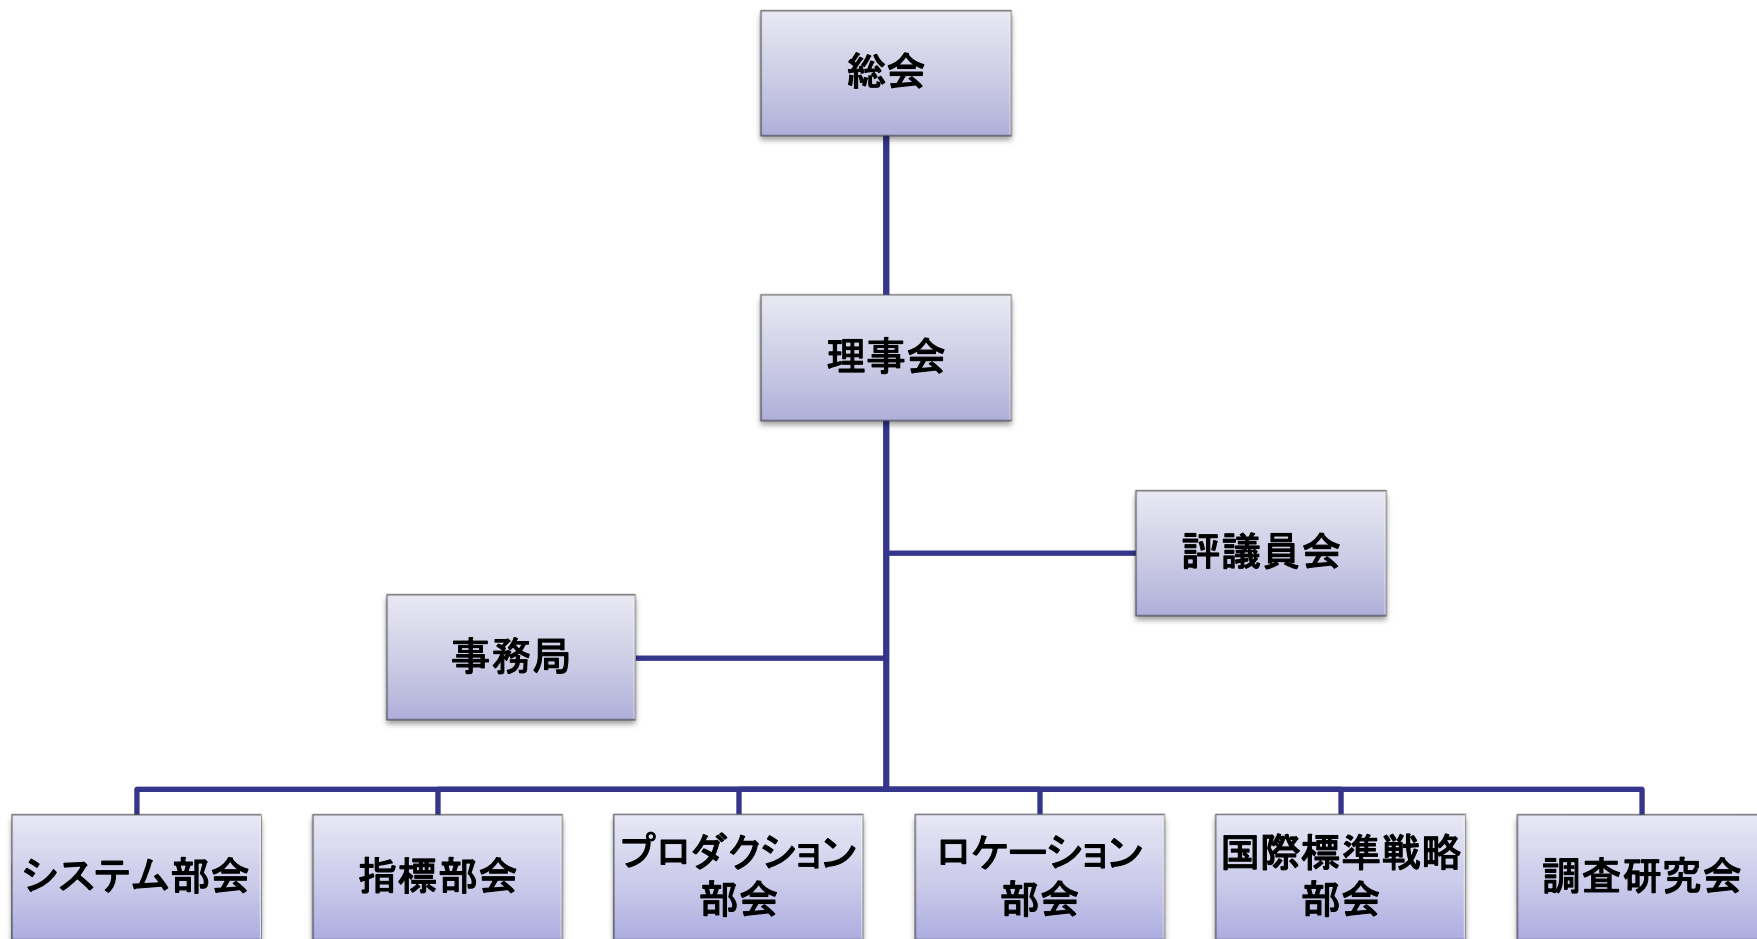 総会
理事会
評議員会
事務局
システム部会
指標部会
プロダクション
部会
ロケーション
部会
国際標準戦略
部会
調査研究会